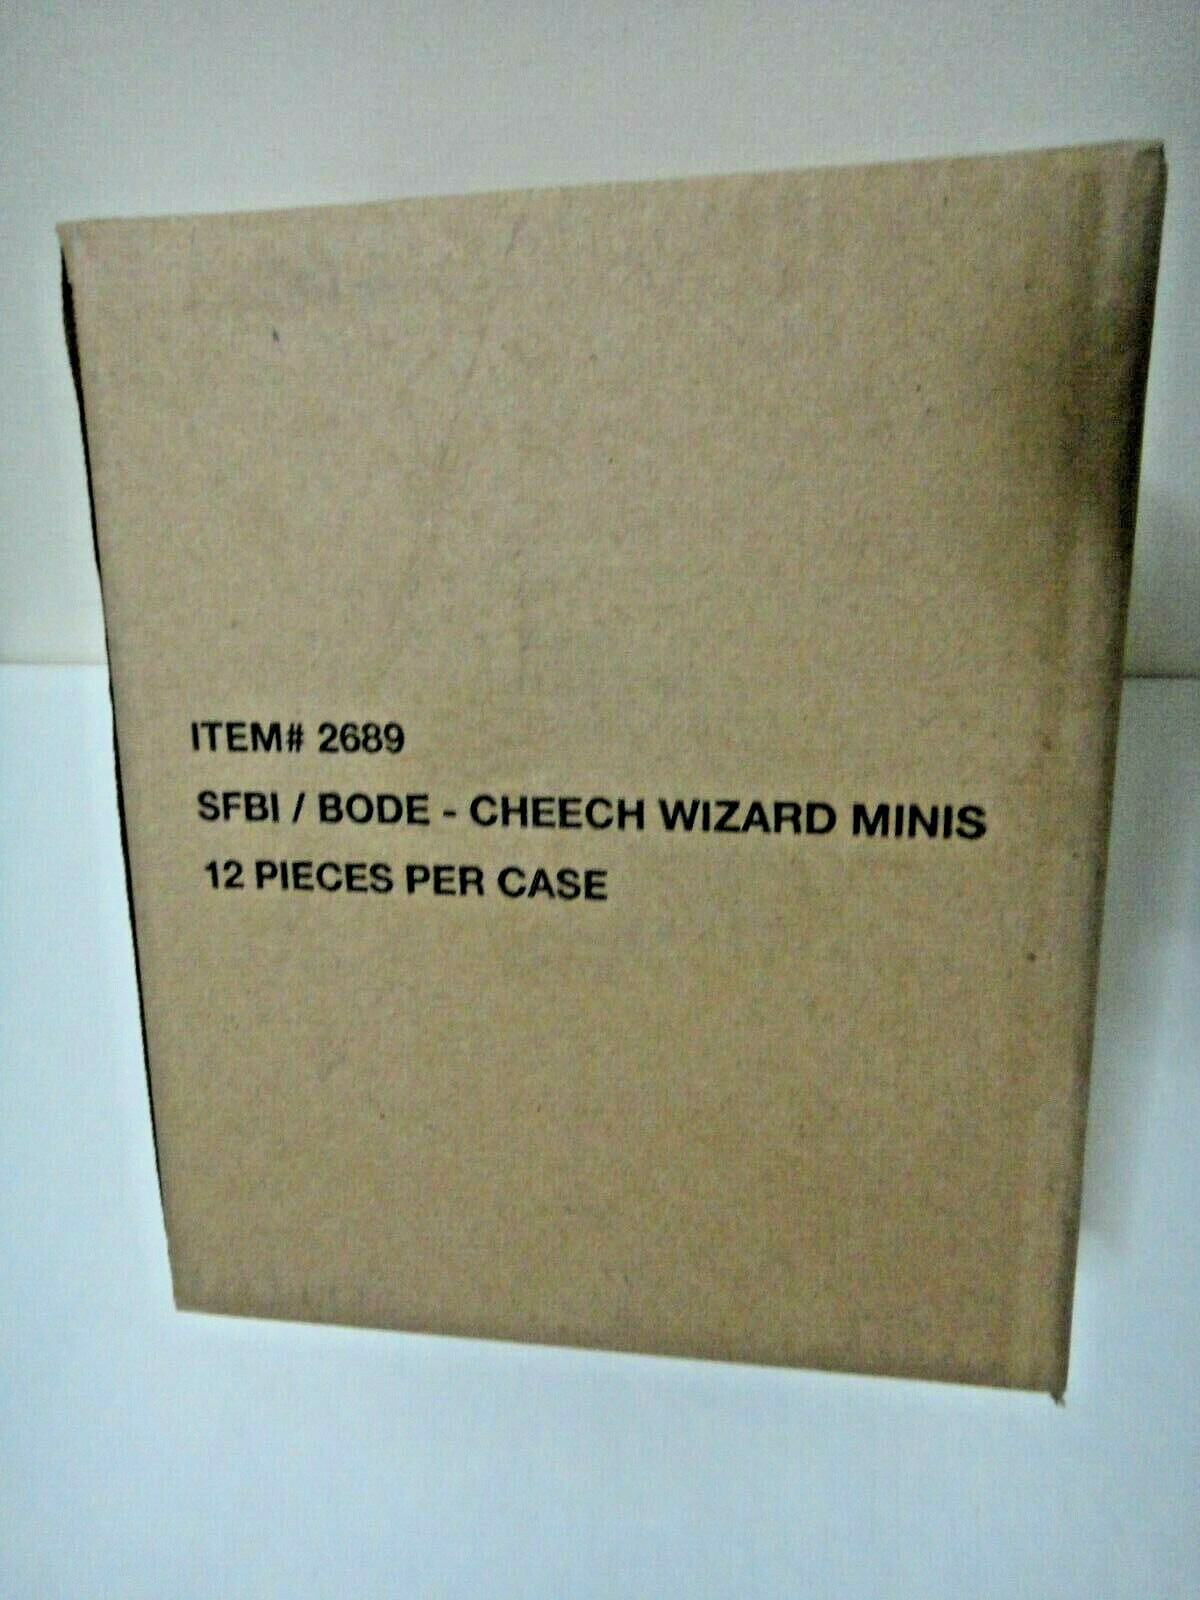 ITEM# 2689
SFBI / BODE - CHEECH WIZARD MINIS
12 PIECES PER CASE